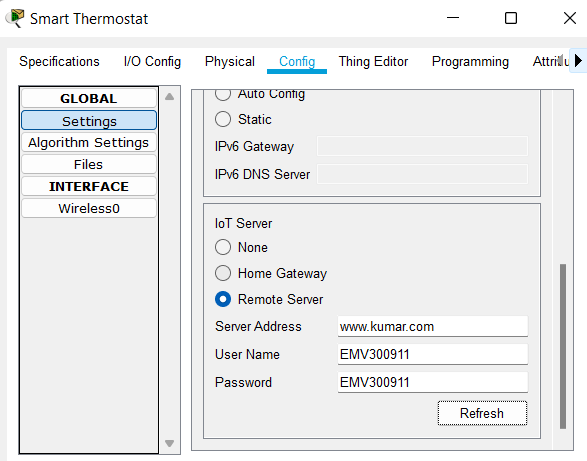 Smart Thermostat
Specifications I/O Config Physical Config Thing Editor Programming
GLOBAL
Settings
Algorithm Settings
Files
INTERFACE
Wireless0
Auto Config
Static
IPv6 Gateway
IPv6 DNS Server
IoT Server
None
Home Gateway
Remote Server
Server Address www.kumar.com
User Name EMV300911
Password EMV300911
Refresh